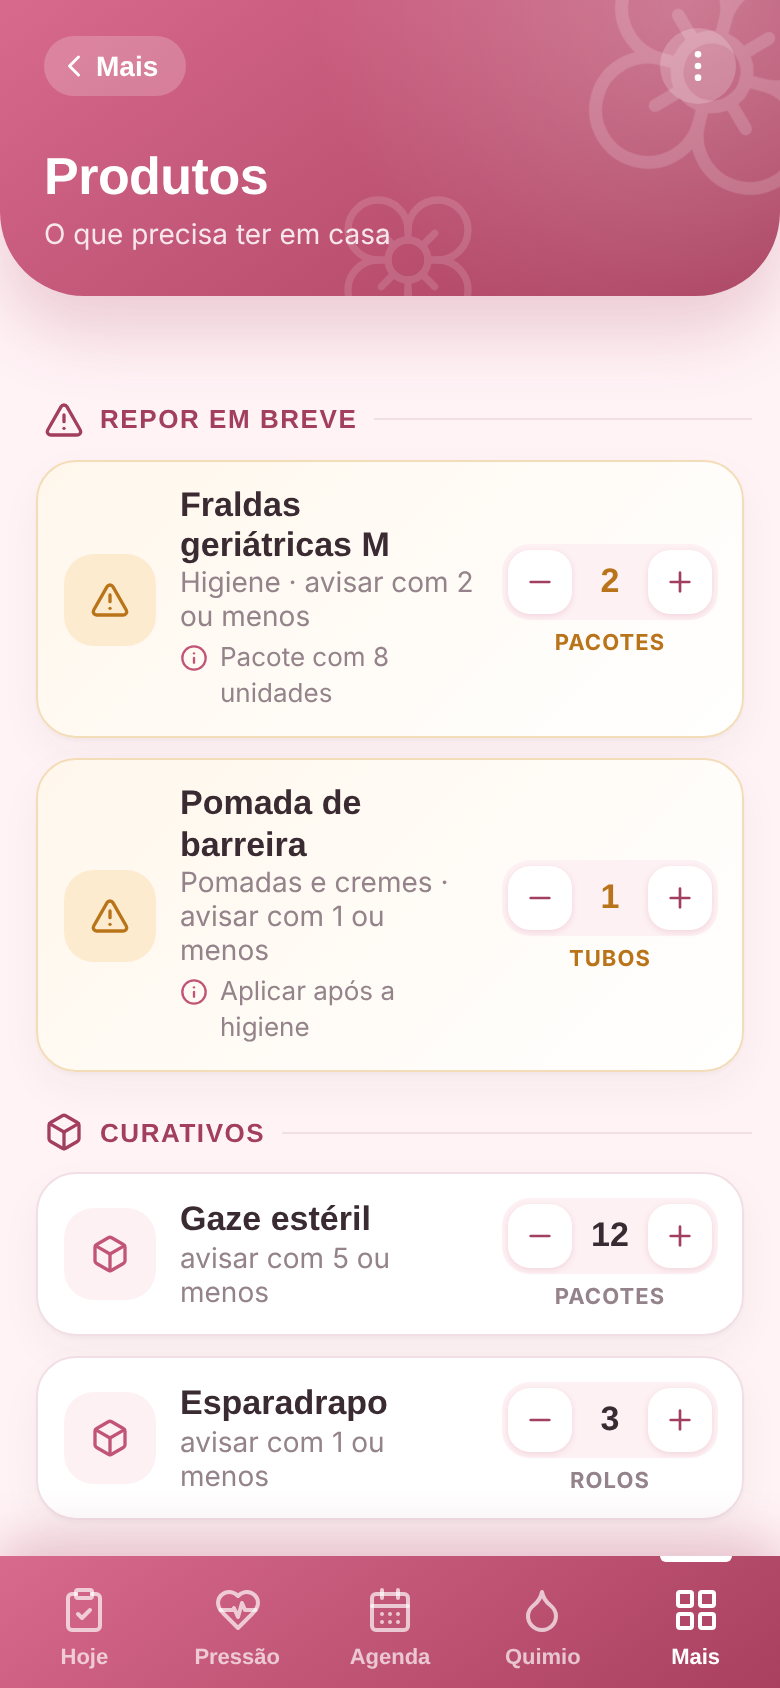 Mais
Produtos
O que precisa ter em casa
REPOR EM BREVE
Fraldas
geriátricas M
Higiene · avisar com 2
ou menos
Pacote com 8
unidades
2
PACOTES
Pomada de
barreira
Pomadas e cremes ·
avisar com 1 ou
menos
Aplicar após a
higiene
1
TUBOS
CURATIVOS
Gaze estéril
avisar com 5 ou
menos
12
PACOTES
Esparadrapo
avisar com 1 ou
menos
3
ROLOS
Hoje
Pressão
Agenda
Quimio
Mais